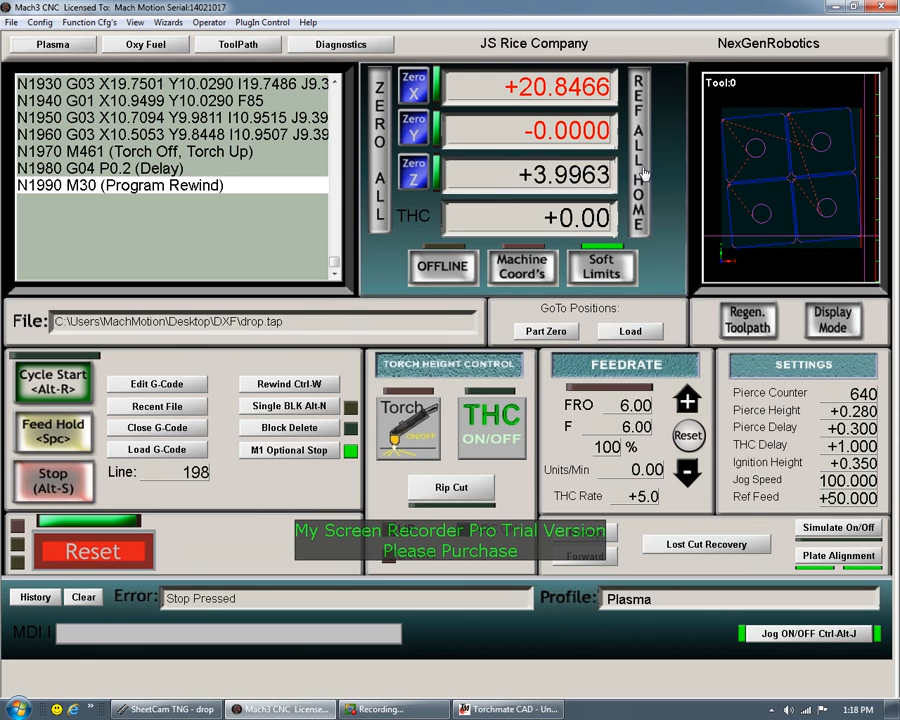 Mach3 CNC Licensed To: Mach Motion Serial:14021017
File Config Function Cfg's View Wizards Operator PlugIn Control Help
Plasma Oxy Fuel ToolPath Diagnostics JS Rice Company NexGenRobotics
N1930 G03 X19.7501 Y10.0290 I19.7486 J9.3
N1940 G01 X10.9499 Y10.0290 F85
N1950 G03 X10.7094 Y9.9811 I10.9515 J9.39
N1960 G03 X10.5053 Y9.8448 I10.9507 J9.39
N1970 M461 (Torch Off, Torch Up)
N1980 G04 P0.2 (Delay)
N1990 M30 (Program Rewind)
ZERO ALL
Zero X +20.8466
Zero Y -0.0000
Zero Z +3.9963
THC +0.00
REF ALL HOME
OFFLINE
Machine Coord's
Soft Limits
Tool:0
File: C:\Users\MachMotion\Desktop\DXF\drop.tap
GoTo Positions:
Part Zero Load
Regen. Toolpath
Display Mode
Cycle Start <Alt-R>
Feed Hold <Spc>
Stop (Alt-S)
Edit G-Code Rewind Ctrl-W
Recent File Single BLK Alt-N
Close G-Code Block Delete
Load G-Code M1 Optional Stop
Line: 198
Reset
TORCH HEIGHT CONTROL
Torch ON/OFF
THC ON/OFF
Rip Cut
FEEDRATE
FRO 6.00
F 6.00
100 %
Reset
Units/Min 0.00
THC Rate +5.0
SETTINGS
Pierce Counter 640
Pierce Height +0.280
Pierce Delay +0.300
THC Delay +1.000
Ignition Height +0.350
Jog Speed 100.000
Ref Feed +50.000
My Screen Recorder Pro Trial Version
Please Purchase
Forward
Lost Cut Recovery
Simulate On/Off
Plate Alignment
History Clear Error: Stop Pressed Profile: Plasma
MDI
Jog ON/OFF Ctrl-Alt-J
SheetCam TNG - drop Mach3 CNC License... Recording... Torchmate CAD - Un... 1:18 PM